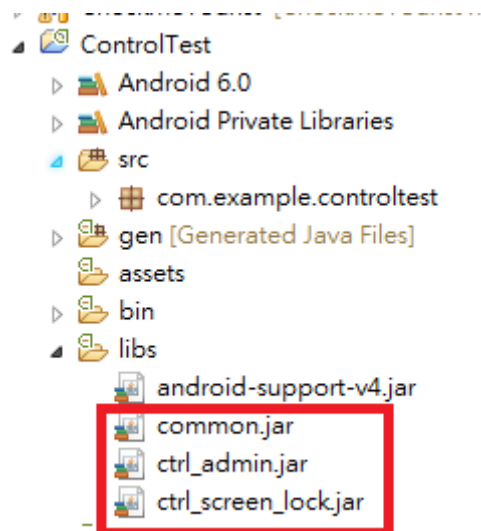 ControlTest
Android 6.0
Android Private Libraries
src
com.example.controltest
gen [Generated Java Files]
assets
bin
libs
android-support-v4.jar
common.jar
ctrl_admin.jar
ctrl_screen_lock.jar